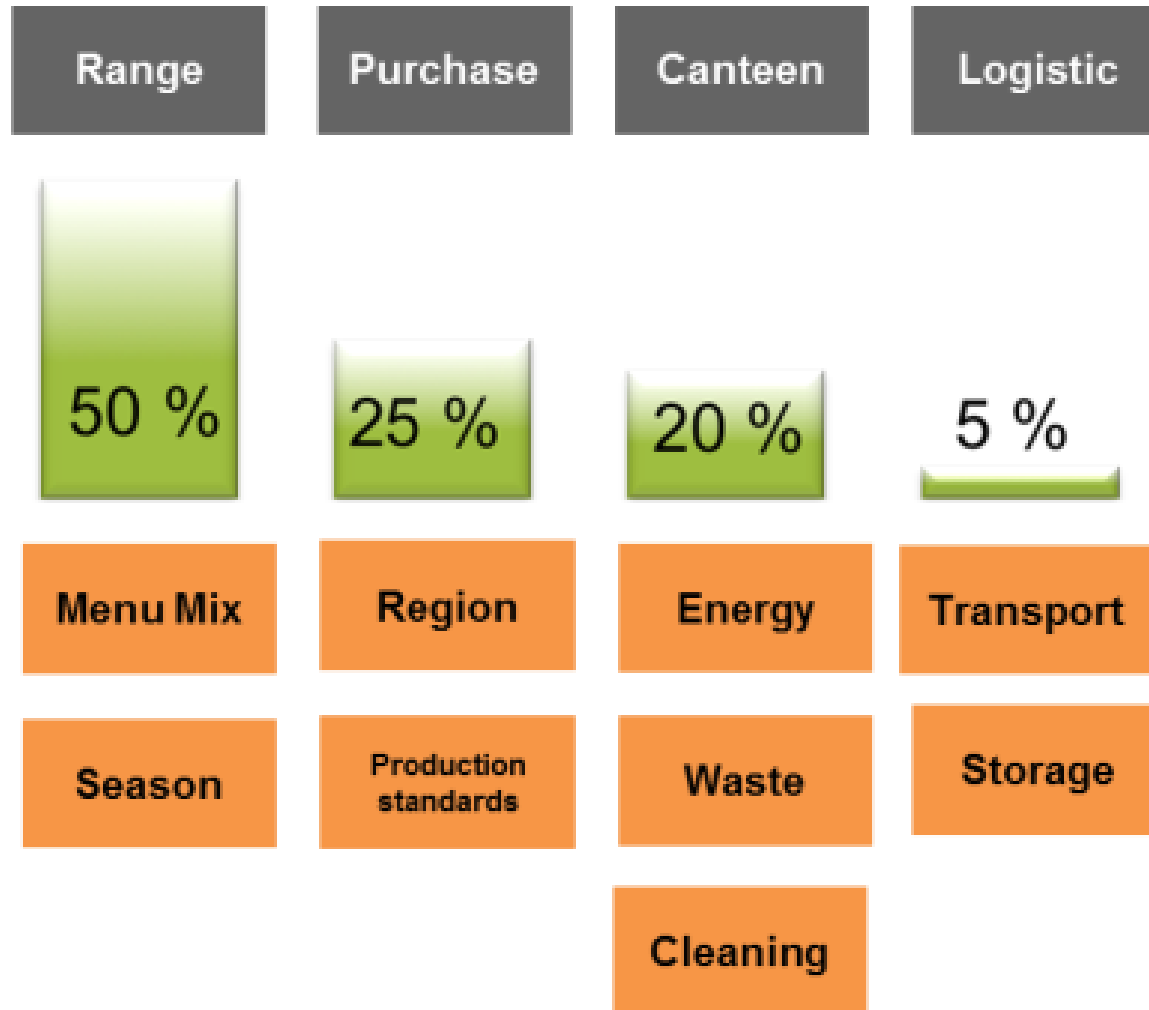 Range
Purchase
Canteen
Logistic
50 %
25 %
20 %
5 %
Menu Mix
Region
Energy
Transport
Season
Production
standards
Waste
Storage
Cleaning